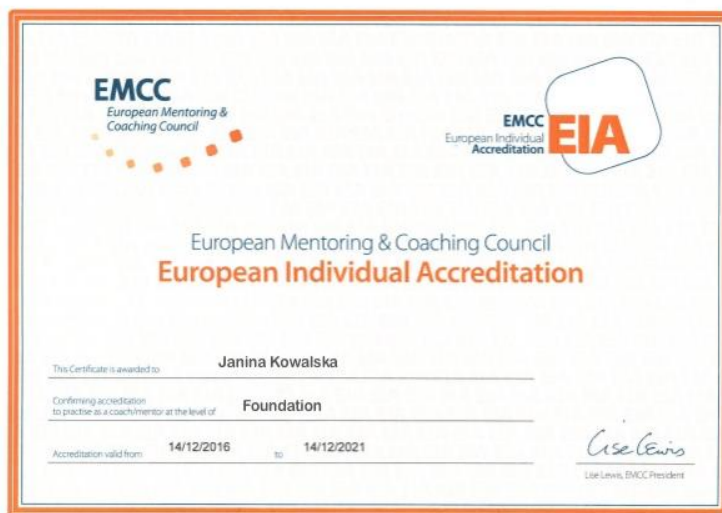 EMCC
European Mentoring &
Coaching Council
EMCC
European Individual
Accreditation
EIA
European Mentoring & Coaching Council
European Individual Accreditation
This Certificate is awarded to Janina Kowalska
Confirming accreditation
to practise as a coach/mentor at the level of Foundation
Accreditation valid from 14/12/2016 to 14/12/2021
Lise Lewis
Lise Lewis, EMCC President